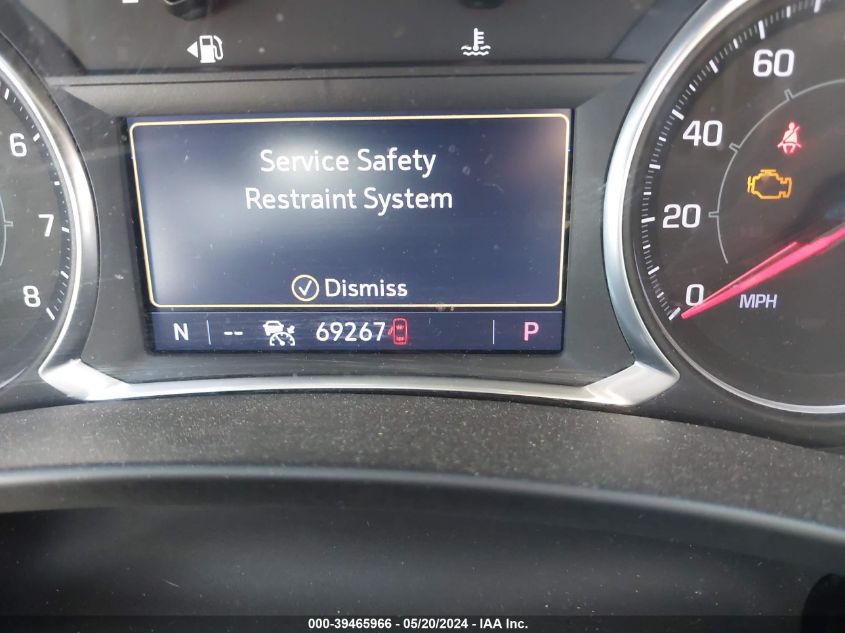 60
6
40
Service Safety
Restraint System
7
20
8
Dismiss
0
MPH
N -- 69267 P
000-39465966 - 05/20/2024 - IAA Inc.